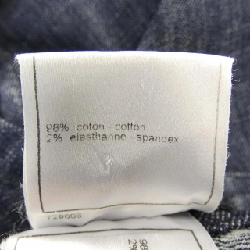 98% coton - cotton
2% elasthanne - spandex